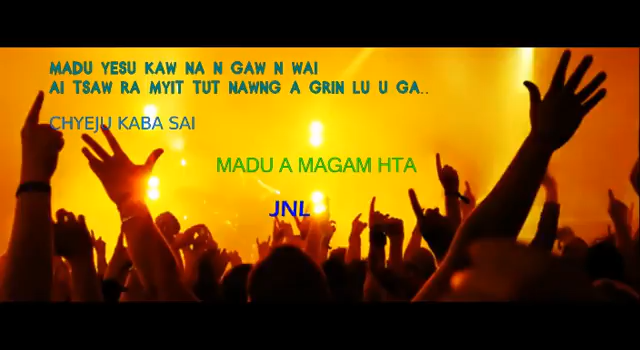 MADU YESU KAW NA N GAW N WAI
AI TSAW RA MYIT TUT NAWNG A GRIN LU U GA..
CHYEJU KABA SAI
MADU A MAGAM HTA
JNL